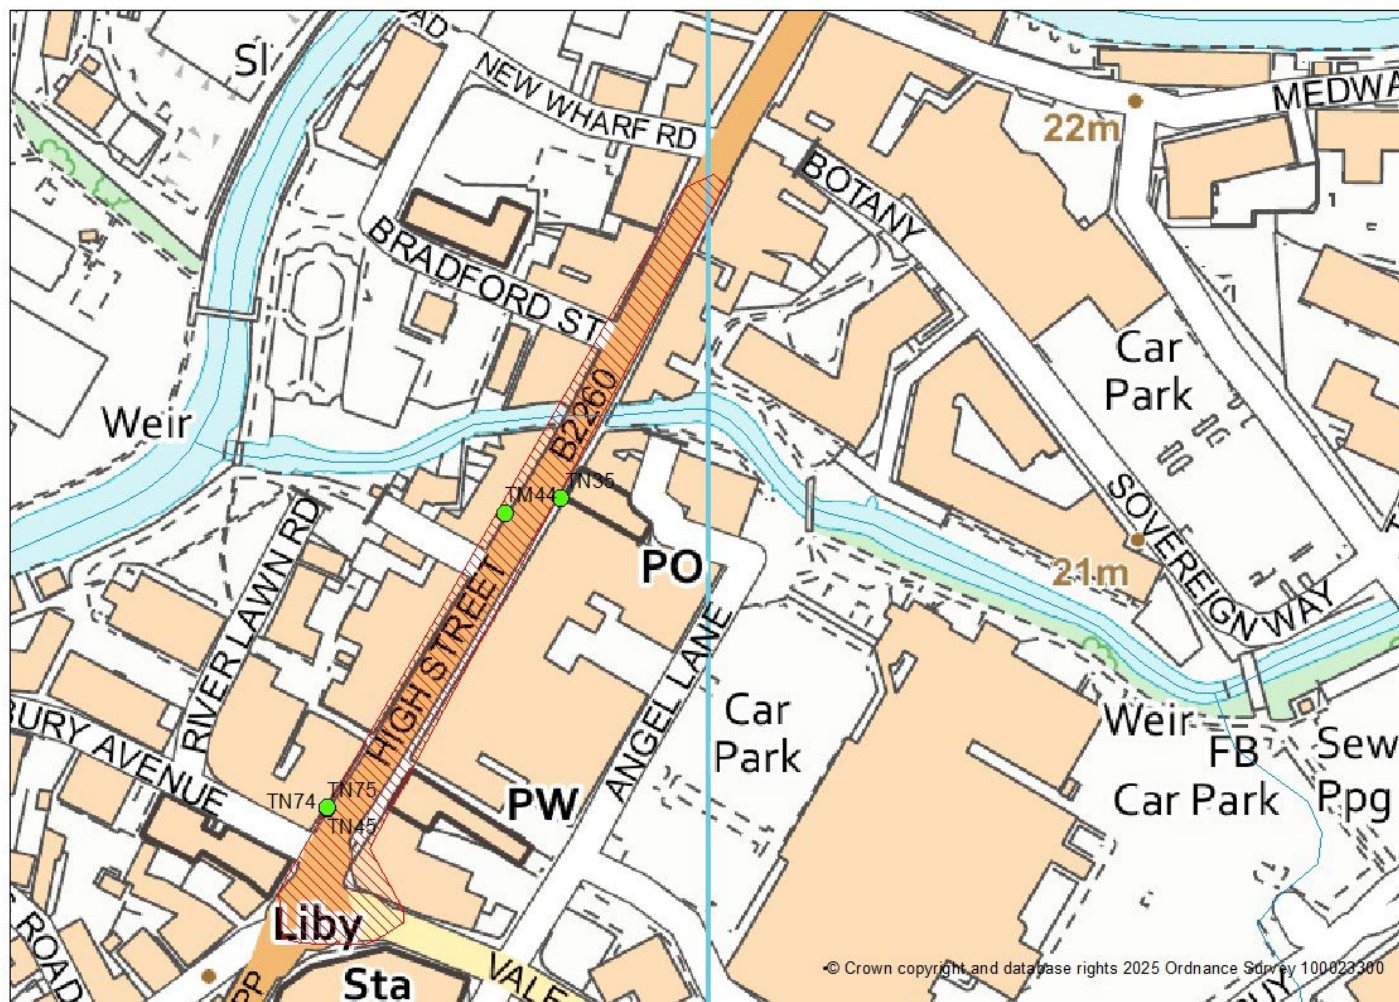 SI
NEW WHARF RD
MEDWA
22m
BOTANY
BRADFORD ST
Car
Park
B2260
Weir
TM44
TN35
SOVEREIGN WAY
PO
21m
RIVER LAWN RD
HIGH STREET
ANGEL LANE
Car
Park
Weir
FB
Sew
Ppg
Car Park
BURY AVENUE
TN75
TN74
TN45
PW
Liby
ROAD
Sta
VALE
PP
© Crown copyright and database rights 2025 Ordnance Survey 100023300